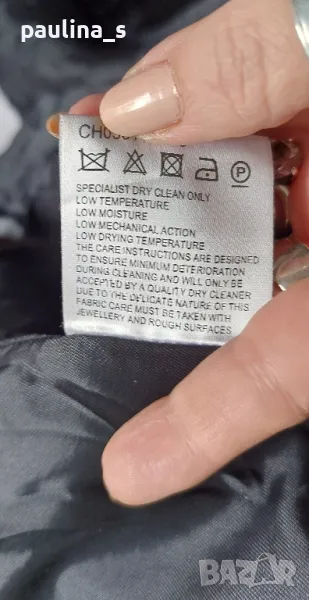 paulina_s
SPECIALIST DRY CLEAN ONLY
LOW TEMPERATURE
LOW MOISTURE
LOW MECHANICAL ACTION
LOW DRYING TEMPERATURE
THE CARE INSTRUCTIONS ARE DESIGNED
TO ENSURE MINIMUM DETERIORATION
DURING CLEANING AND WILL ONLY BE
ACCEPTED BY A QUALITY DRY CLEANER
DUE TO THE DELICATE NATURE OF THIS
FABRIC CARE MUST BE TAKEN WITH
JEWELLERY AND ROUGH SURFACES
BAZAR